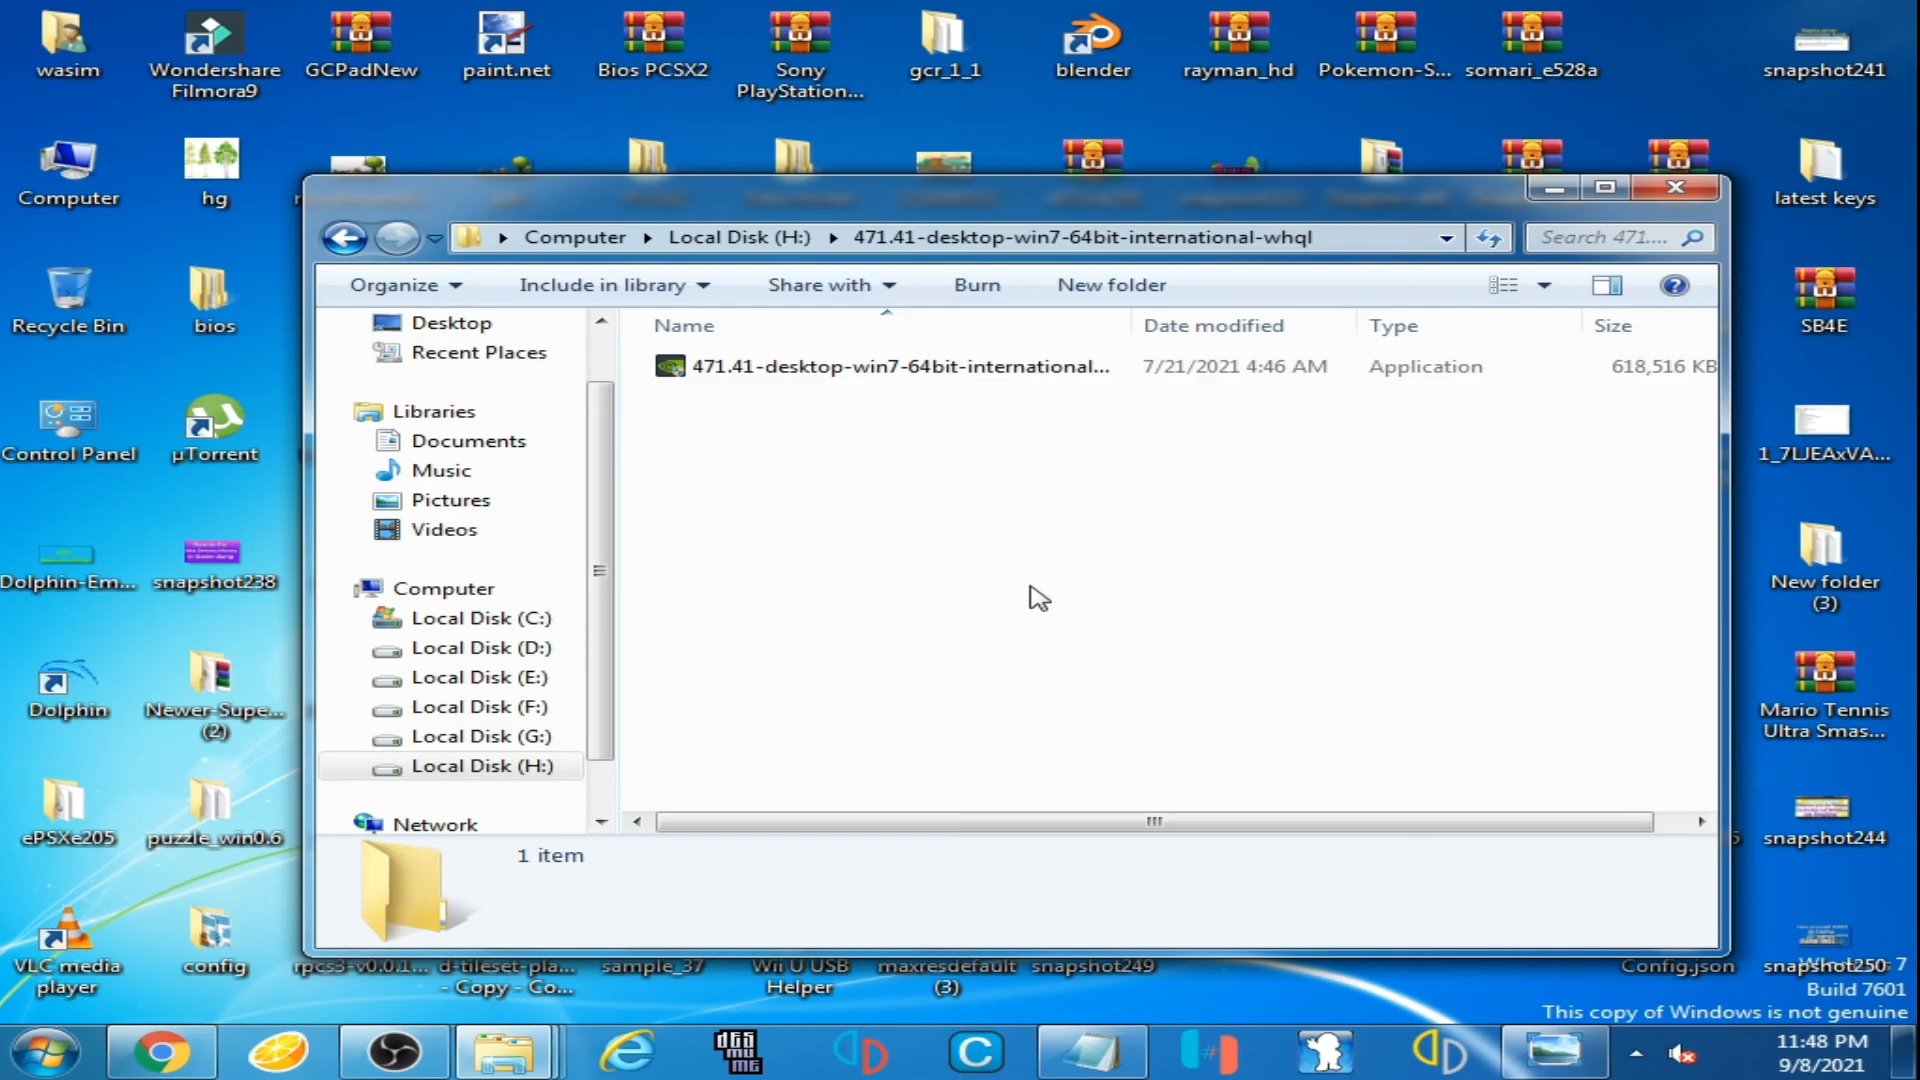 wasim
Wondershare
Filmora9
GCPadNew
paint.net
Bios PCSX2
Sony
PlayStation...
gcr_1_1
blender
rayman_hd
Pokemon-S...
somari_e528a
snapshot241
Computer
hg
latest keys
Computer
Local Disk (H:)
471.41-desktop-win7-64bit-international-whql
Search 471....
Organize
Include in library
Share with
Burn
New folder
Name
Date modified
Type
Size
471.41-desktop-win7-64bit-international...
7/21/2021 4:46 AM
Application
618,516 KB
Desktop
Recent Places
Libraries
Documents
Music
Pictures
Videos
Computer
Local Disk (C:)
Local Disk (D:)
Local Disk (E:)
Local Disk (F:)
Local Disk (G:)
Local Disk (H:)
Network
1 item
Recycle Bin
bios
SB4E
Control Panel
µTorrent
1_7LJEAxVA...
Dolphin-Em...
snapshot238
New folder
(3)
Dolphin
Newer-Supe...
(2)
Mario Tennis
Ultra Smas...
ePSXe205
puzzle_win0.6
snapshot244
VLC media
player
config
rpcs3-v0.0.1...
d-tileset-pla...
- Copy - Co...
sample_37
Wii U USB
Helper
maxresdefault
(3)
snapshot249
Config.json
snapshot250
7
Build 7601
This copy of Windows is not genuine
11:48 PM
9/8/2021